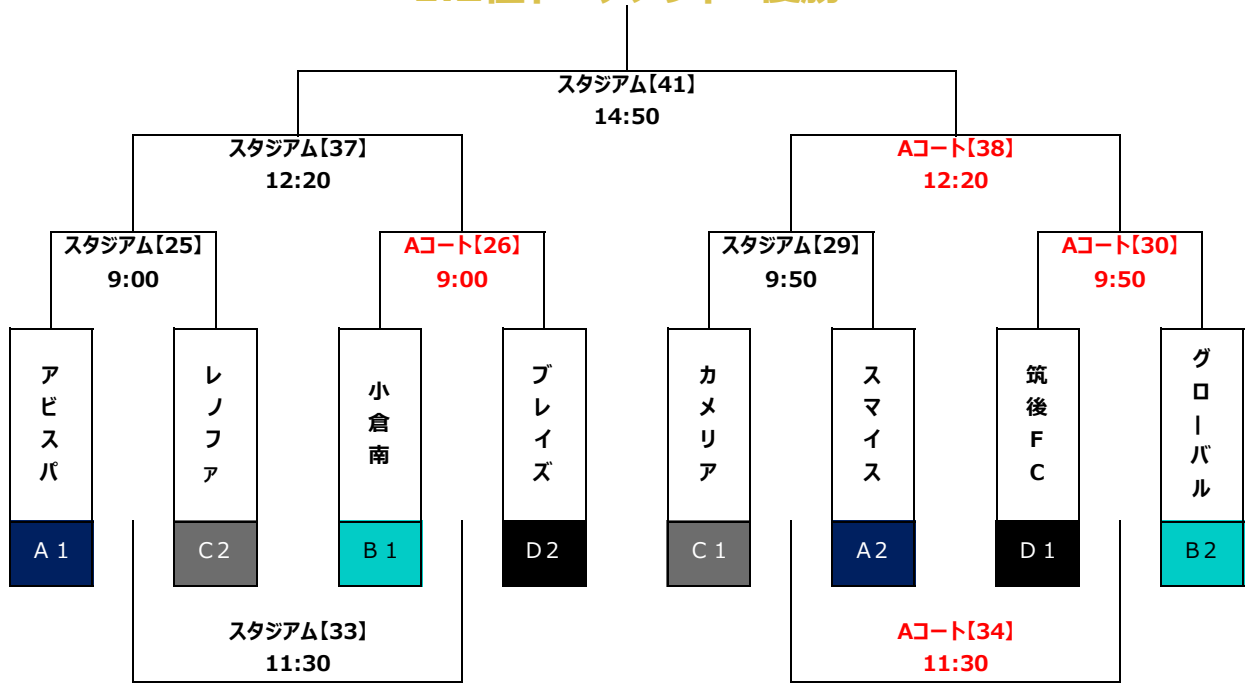 スタジアム【41】
14:50
スタジアム【37】
12:20
Aコート【38】
12:20
スタジアム【25】
9:00
Aコート【26】
9:00
スタジアム【29】
9:50
Aコート【30】
9:50
アビスパ
レノファ
小倉南
ブレイズ
カメリア
スマイス
筑後FC
グローバル
A1
C2
B1
D2
C1
A2
D1
B2
スタジアム【33】
11:30
Aコート【34】
11:30